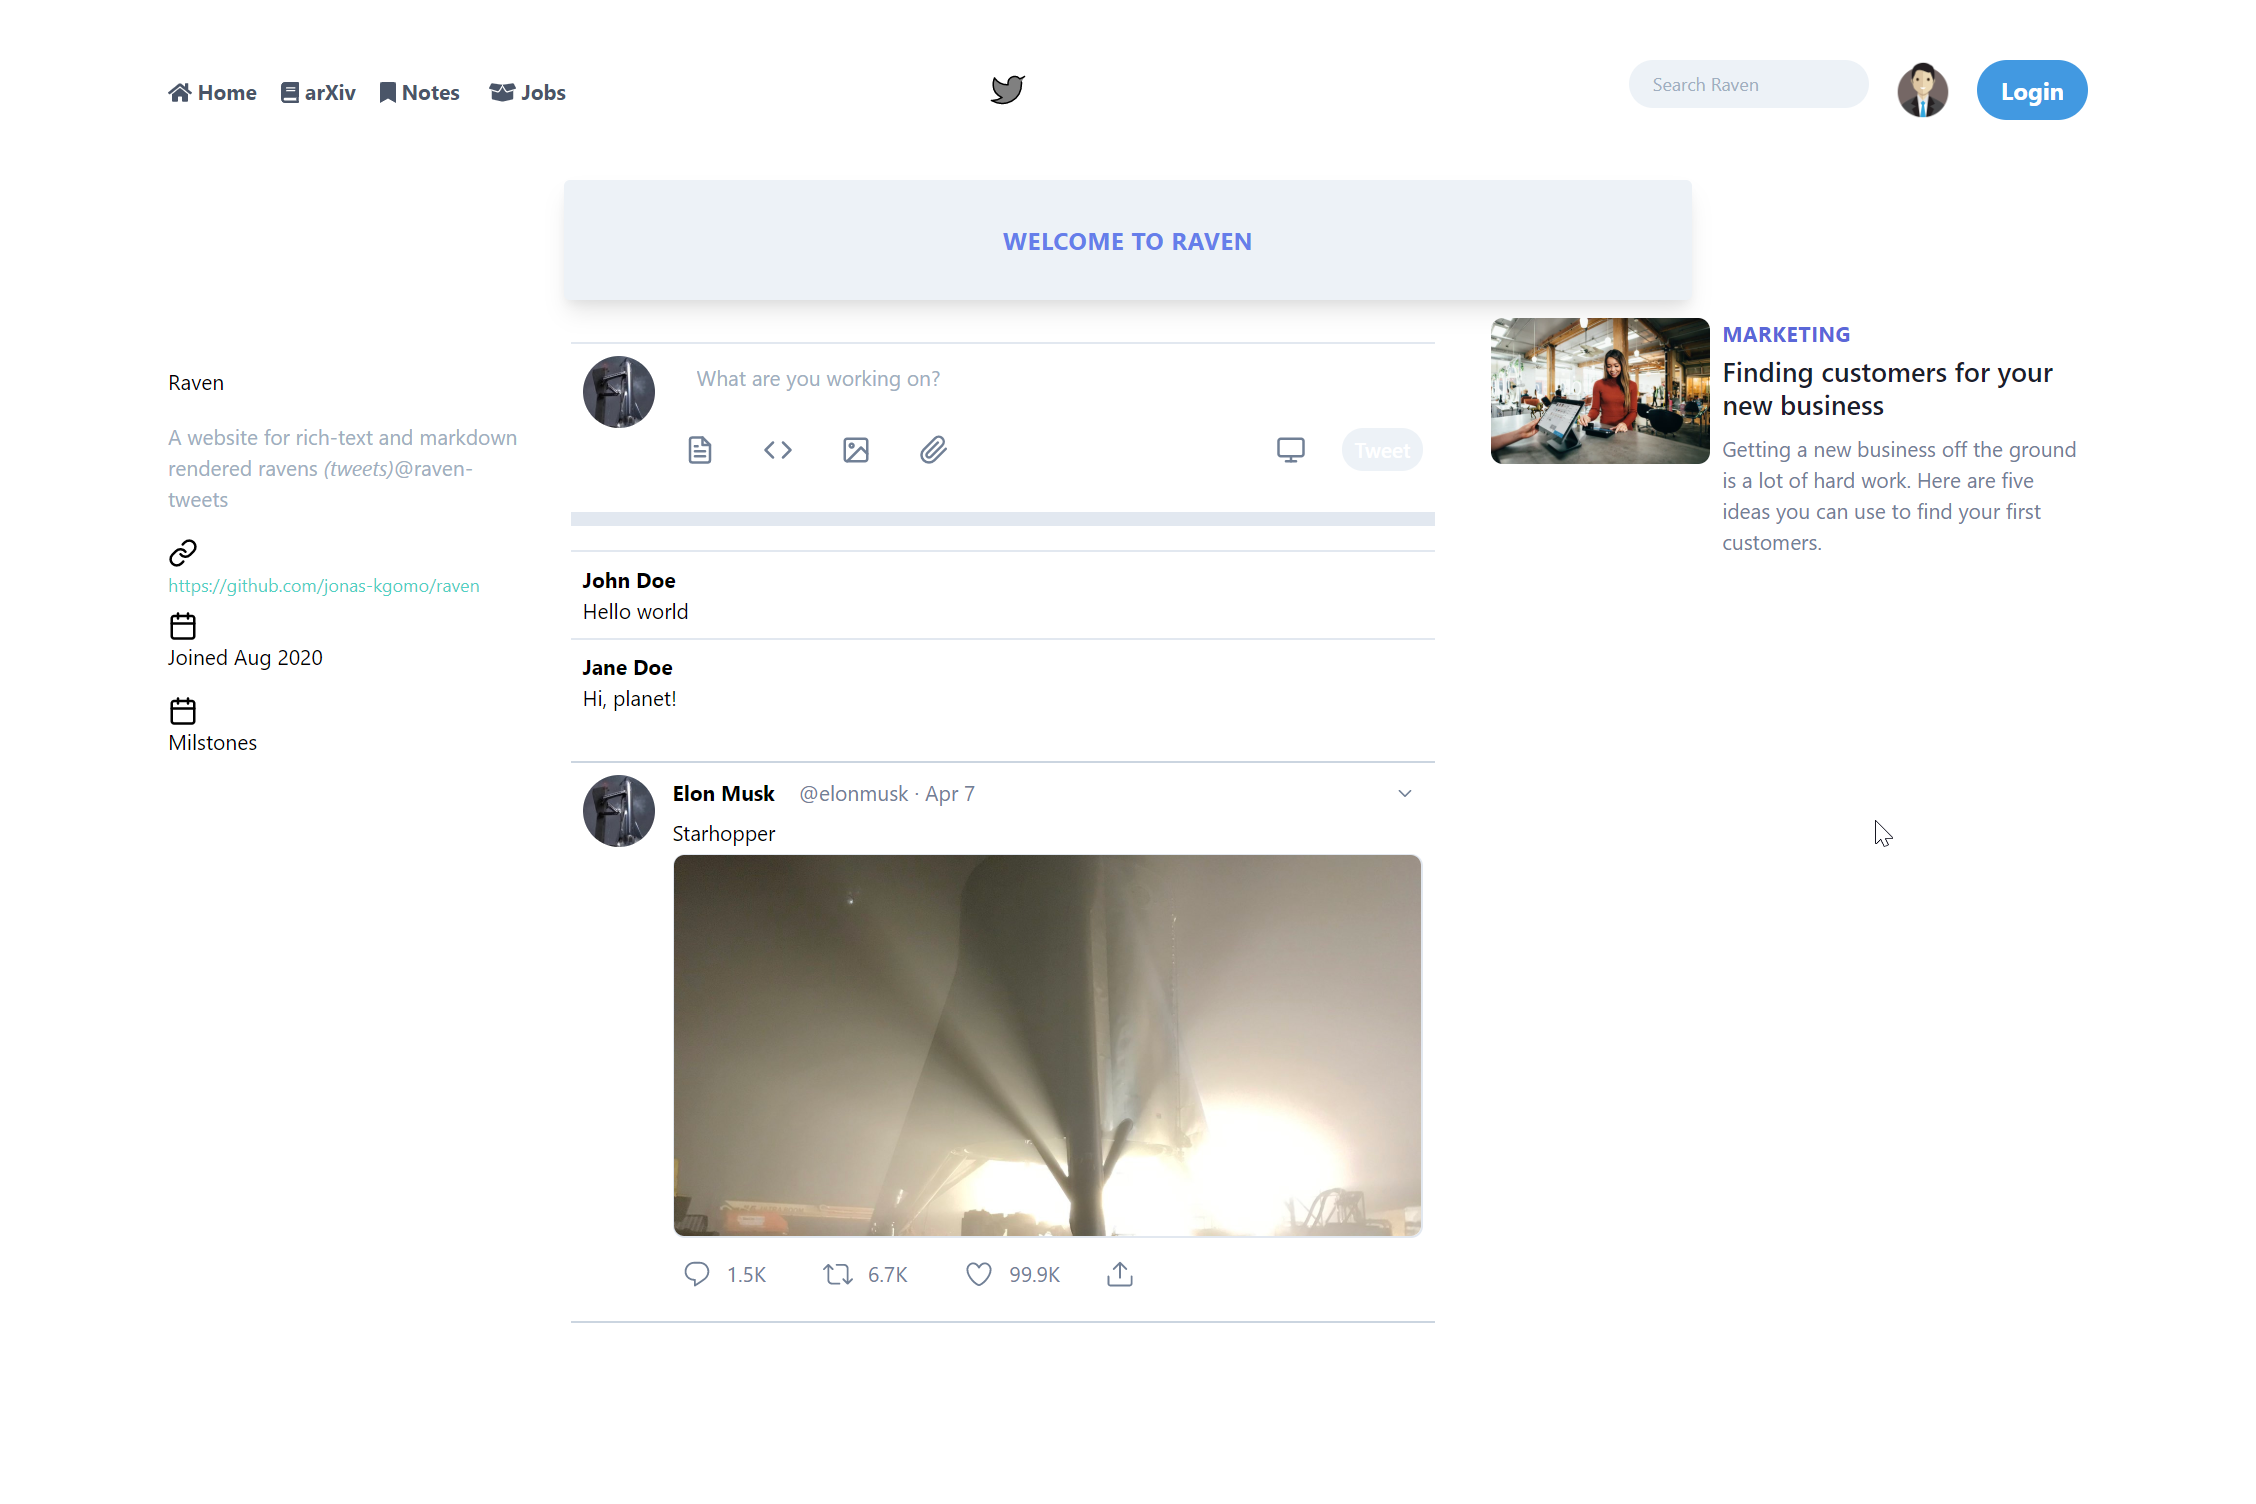 Home arXiv Notes Jobs
Search Raven
Login
WELCOME TO RAVEN
Raven
A website for rich-text and markdown
rendered ravens (tweets)@raven-
tweets
https://github.com/jonas-kgomo/raven
Joined Aug 2020
Milstones
What are you working on?
Tweet
John Doe
Hello world
Jane Doe
Hi, planet!
Elon Musk @elonmusk · Apr 7
Starhopper
1.5K 6.7K 99.9K
MARKETING
Finding customers for your
new business
Getting a new business off the ground
is a lot of hard work. Here are five
ideas you can use to find your first
customers.